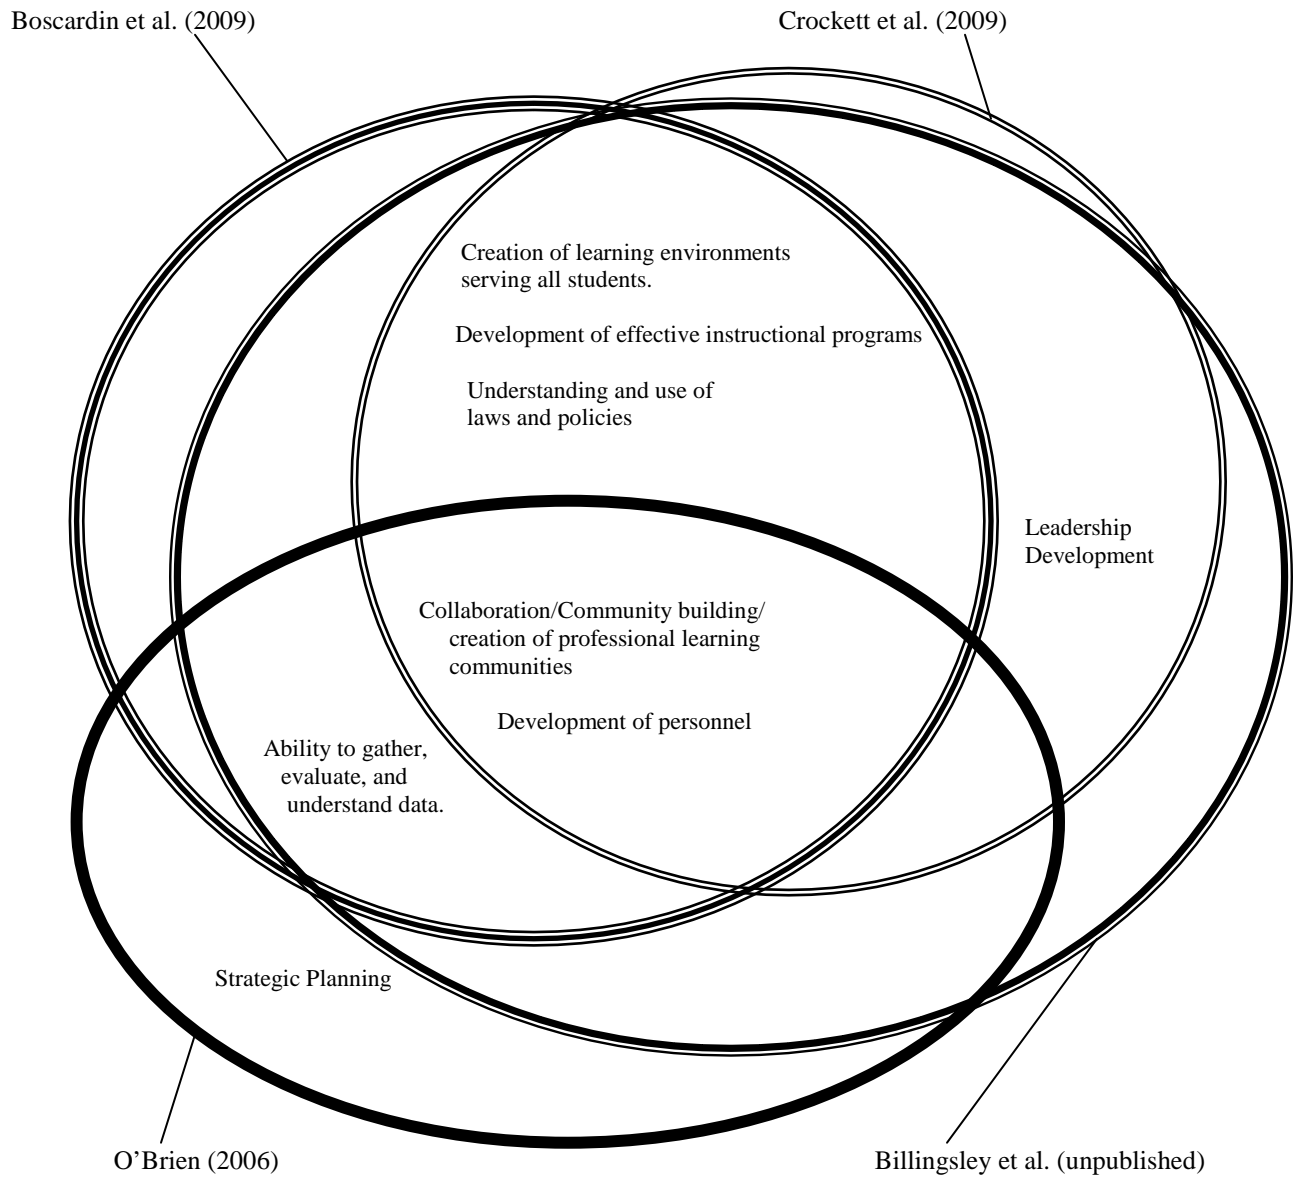 Boscardin et al. (2009)
Crockett et al. (2009)
Creation of learning environments
serving all students.
Development of effective instructional programs
Understanding and use of
laws and policies
Leadership
Development
Collaboration/Community building/
creation of professional learning
communities
Development of personnel
Ability to gather,
evaluate, and
understand data.
Strategic Planning
O’Brien (2006)
Billingsley et al. (unpublished)